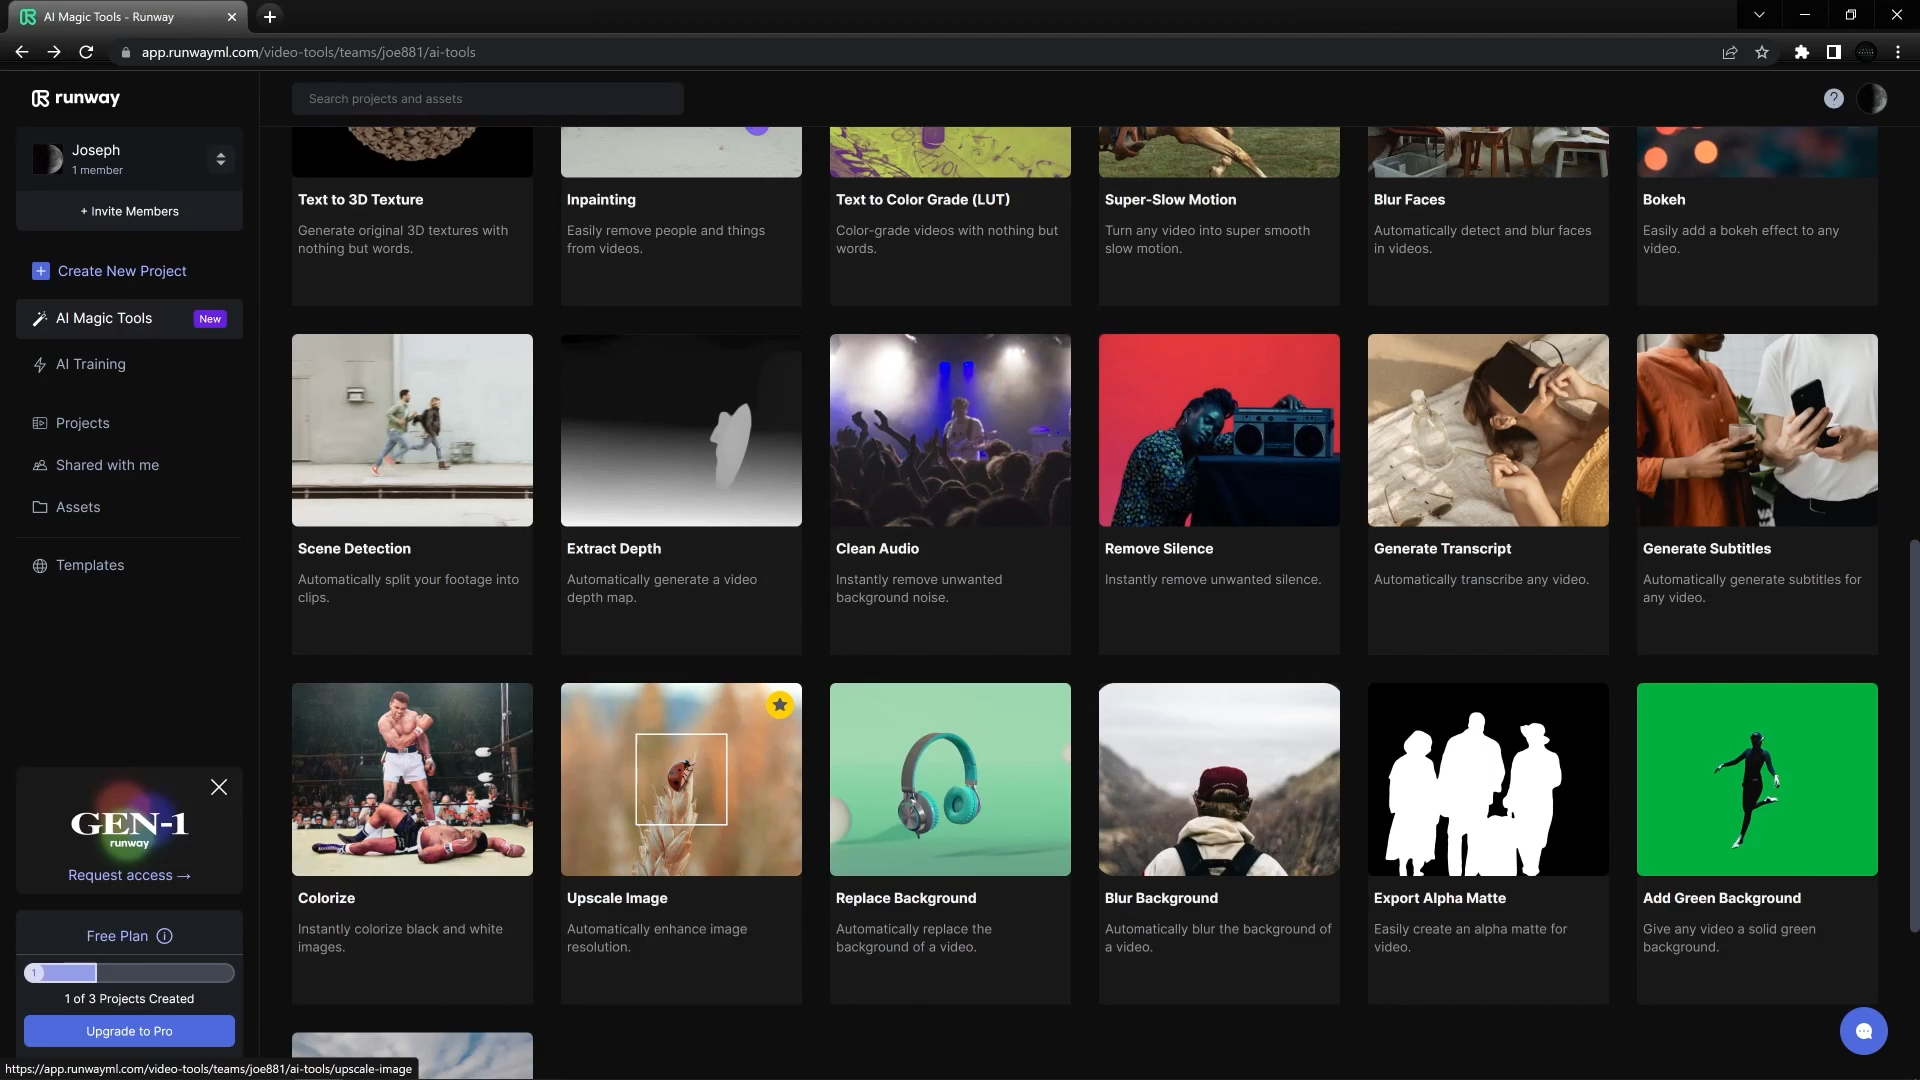 AI Magic Tools - Runway
app.runwayml.com/video-tools/teams/joe881/ai-tools
runway
Search projects and assets
?
Joseph
1 member
+ Invite Members
Create New Project
AI Magic Tools
New
AI Training
Projects
Shared with me
Assets
Templates
GEN-1
runway
Request access →
Free Plan
1
1 of 3 Projects Created
Upgrade to Pro
Text to 3D Texture
Generate original 3D textures with
nothing but words.
Inpainting
Easily remove people and things
from videos.
Text to Color Grade (LUT)
Color-grade videos with nothing but
words.
Super-Slow Motion
Turn any video into super smooth
slow motion.
Blur Faces
Automatically detect and blur faces
in videos.
Bokeh
Easily add a bokeh effect to any
video.
Scene Detection
Automatically split your footage into
clips.
Extract Depth
Automatically generate a video
depth map.
Clean Audio
Instantly remove unwanted
background noise.
Remove Silence
Instantly remove unwanted silence.
Generate Transcript
Automatically transcribe any video.
Generate Subtitles
Automatically generate subtitles for
any video.
Colorize
Instantly colorize black and white
images.
Upscale Image
Automatically enhance image
resolution.
Replace Background
Automatically replace the
background of a video.
Blur Background
Automatically blur the background of
a video.
Export Alpha Matte
Easily create an alpha matte for
video.
Add Green Background
Give any video a solid green
background.
https://app.runwayml.com/video-tools/teams/joe881/ai-tools/upscale-image